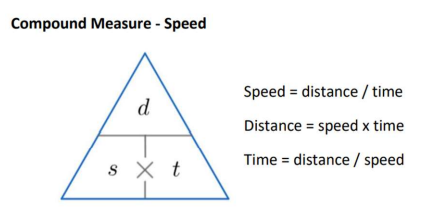 Compound Measure - Speed
d
s × t
Speed = distance / time
Distance = speed x time
Time = distance / speed